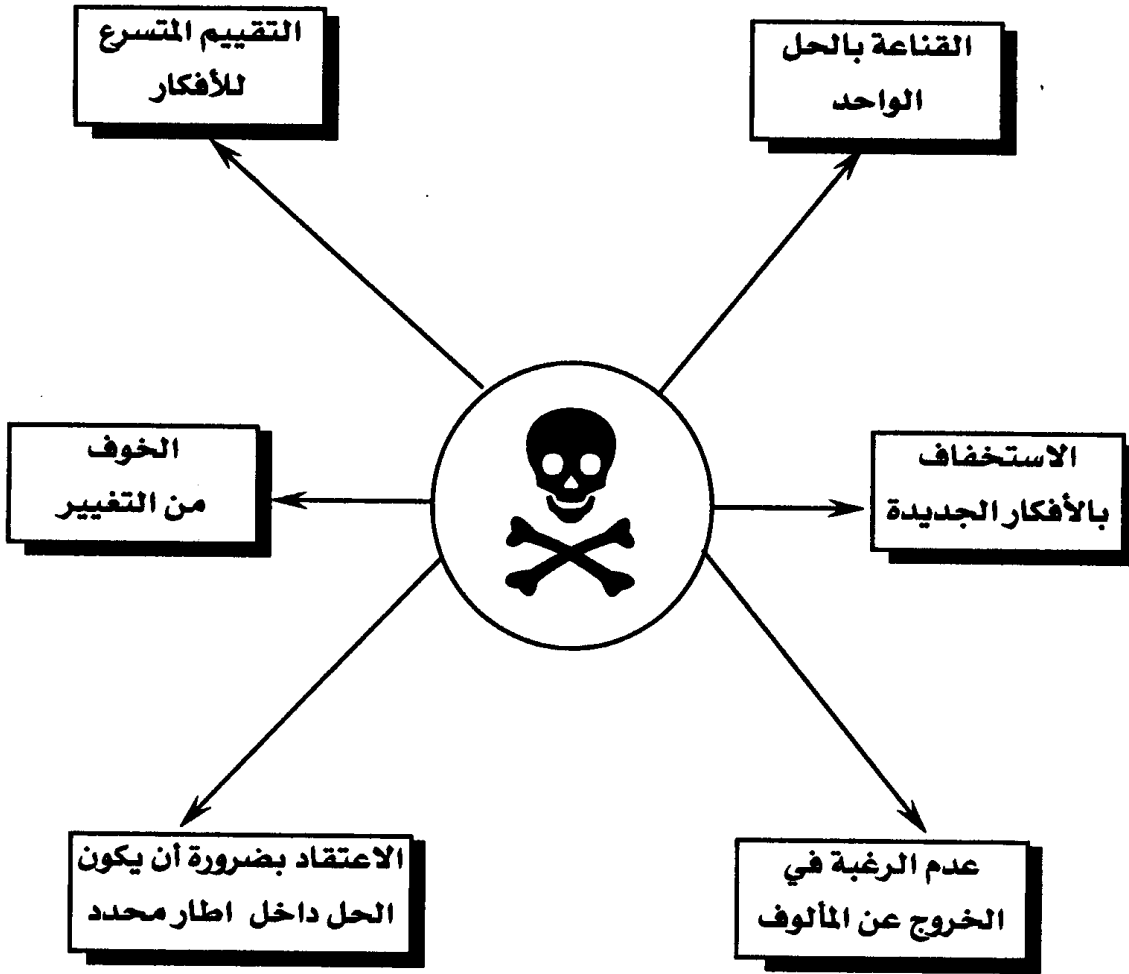 القناعة بالحل
الواحد
التقييم المتسرع
للأفكار
الاستخفاف
بالأفكار الجديدة
الخوف
من التغيير
عدم الرغبة في
الخروج عن المألوف
الاعتقاد بضرورة أن يكون
الحل داخل اطار محدد